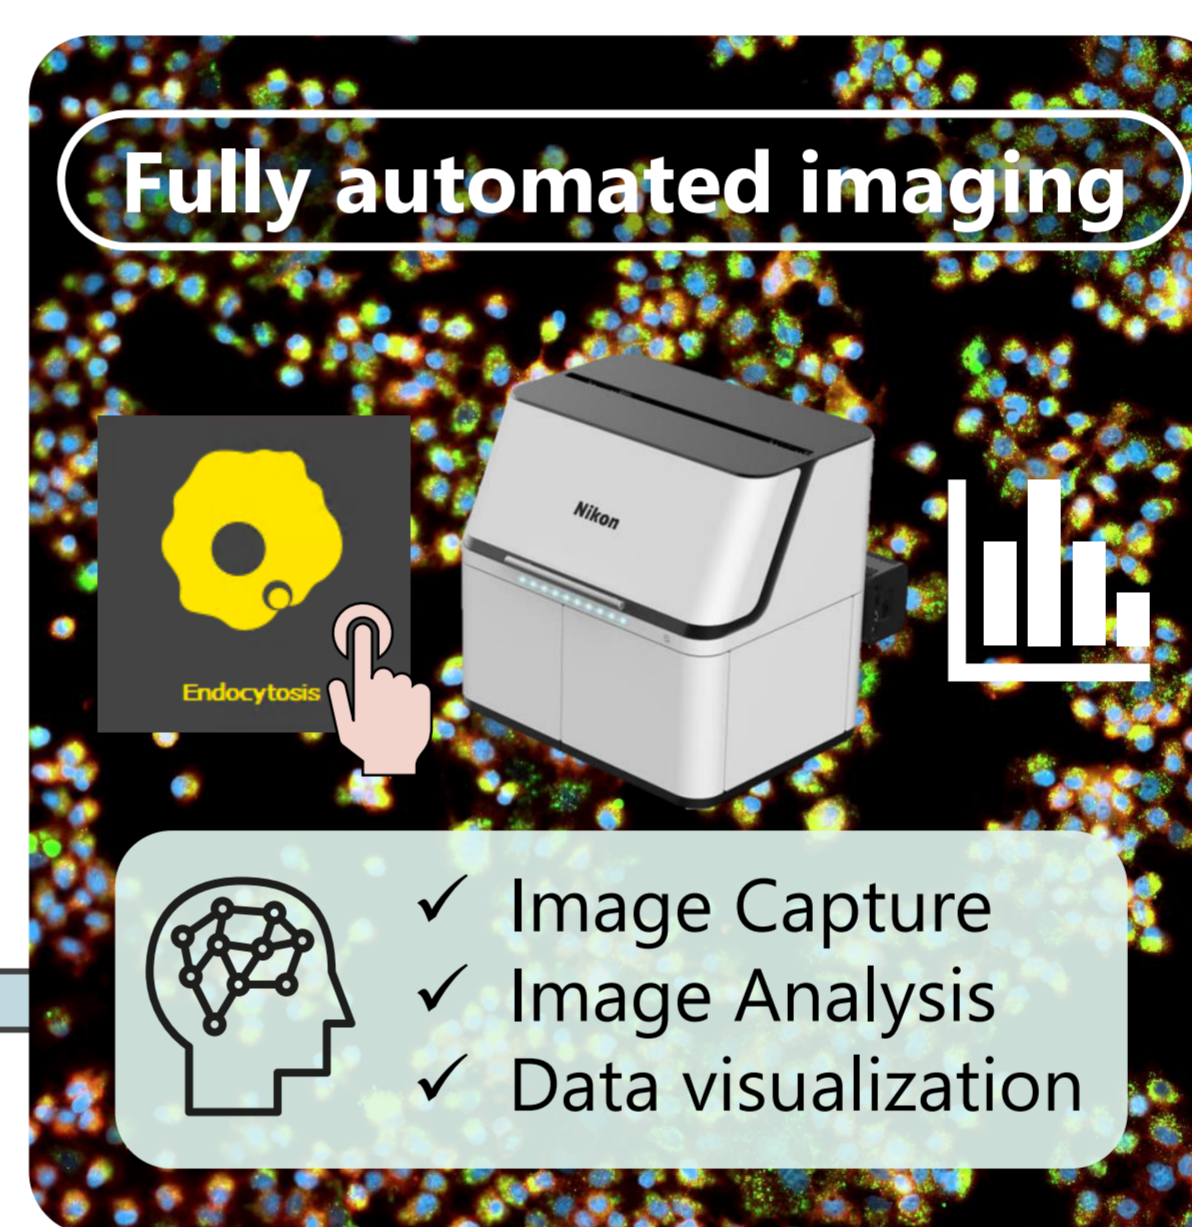 Fully automated imaging
Nikon
Endocytosis
✓ Image Capture
✓ Image Analysis
✓ Data visualization